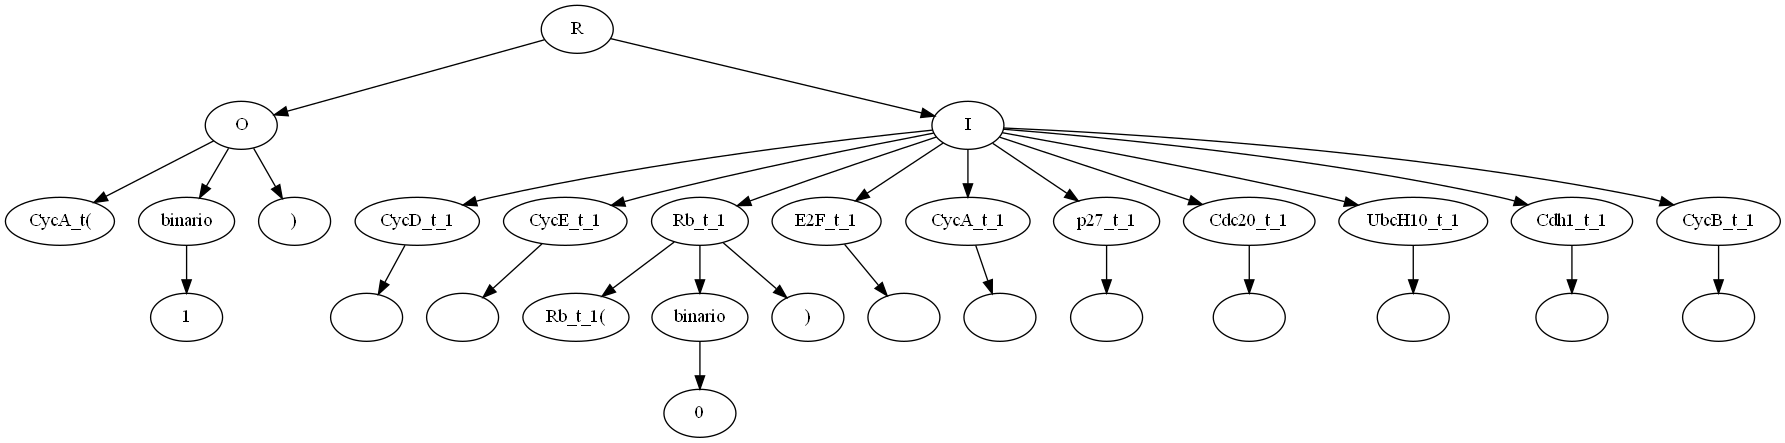 R
O
I
CycA_t(
binario
)
CycD_t_1
CycE_t_1
Rb_t_1
E2F_t_1
CycA_t_1
p27_t_1
Cdc20_t_1
UbcH10_t_1
Cdh1_t_1
CycB_t_1
1
Rb_t_1(
binario
)
0